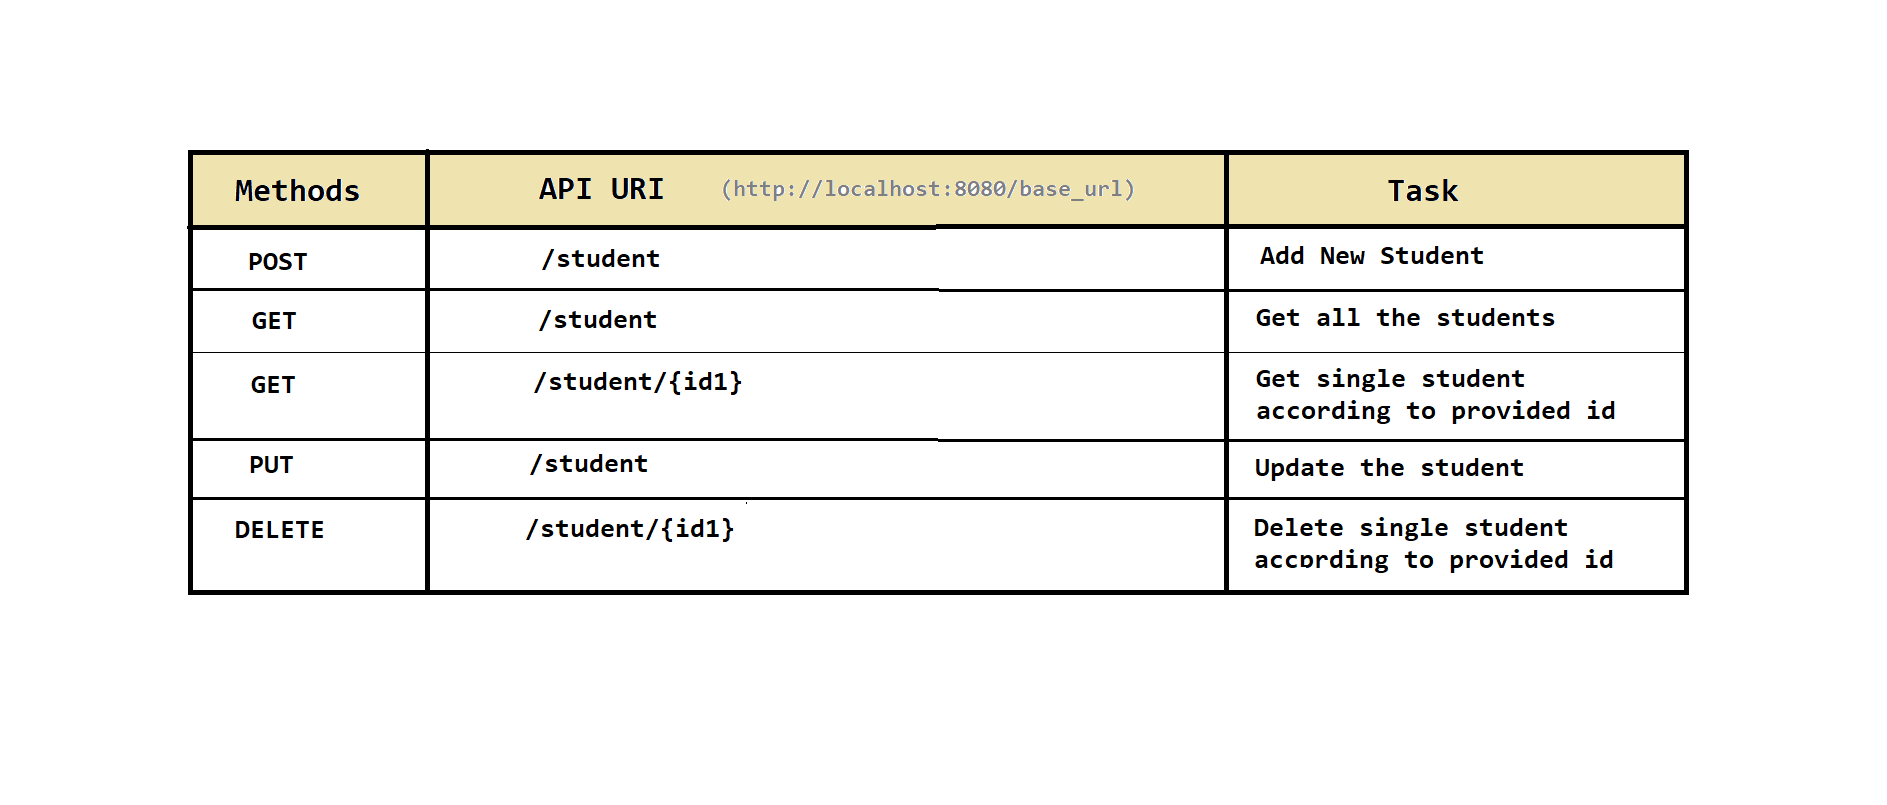 Methods API URI (http://localhost:8080/base_url) Task
POST /student Add New Student
GET /student Get all the students
GET /student/{id1} Get single student
according to provided id
PUT /student Update the student
DELETE /student/{id1} Delete single student
according to provided id